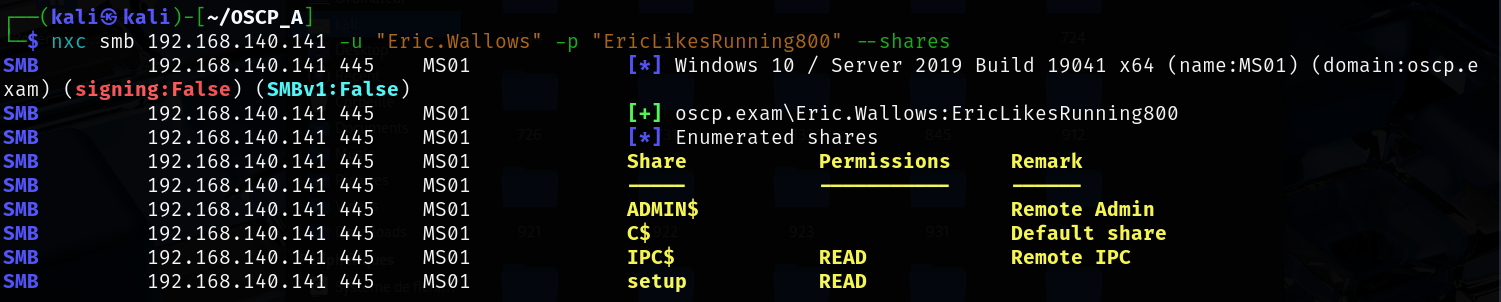 ┌──(kali㉿kali)-[~/OSCP_A]
└─$ nxc smb 192.168.140.141 -u "Eric.Wallows" -p "EricLikesRunning800" --shares
SMB 192.168.140.141 445 MS01 [*] Windows 10 / Server 2019 Build 19041 x64 (name:MS01) (domain:oscp.e
xam) (signing:False) (SMBv1:False)
SMB 192.168.140.141 445 MS01 [+] oscp.exam\Eric.Wallows:EricLikesRunning800
SMB 192.168.140.141 445 MS01 [*] Enumerated shares
SMB 192.168.140.141 445 MS01 Share Permissions Remark
SMB 192.168.140.141 445 MS01 ----- ----------- ------
SMB 192.168.140.141 445 MS01 ADMIN$ Remote Admin
SMB 192.168.140.141 445 MS01 C$ Default share
SMB 192.168.140.141 445 MS01 IPC$ READ Remote IPC
SMB 192.168.140.141 445 MS01 setup READ